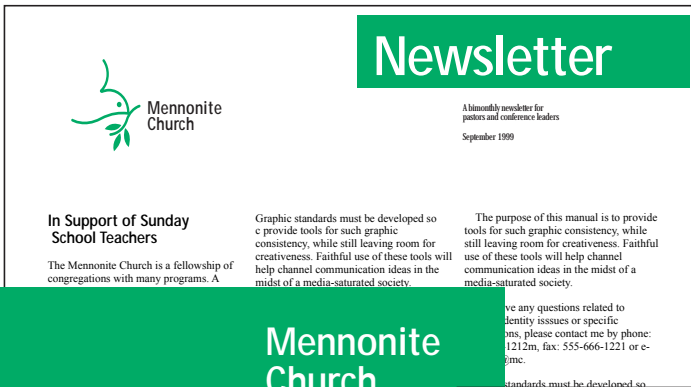 Newsletter
Mennonite
Church
A bimonthly newsletter for
pastors and conference leaders
September 1999
In Support of Sunday
School Teachers
The Mennonite Church is a fellowship of
congregations with many programs. A
Graphic standards must be developed so
c provide tools for such graphic
consistency, while still leaving room for
creativeness. Faithful use of these tools will
help channel communication ideas in the
midst of a media-saturated society.
The purpose of this manual is to provide
tools for such graphic consistency, while
still leaving room for creativeness. Faithful
use of these tools will help channel
communication ideas in the midst of a
media-saturated society.
any questions related to
isssues or specific
please contact me by phone:
1212m, fax: 555-666-1221 or e-
@mc.
standards must be developed so
Mennonite
Church